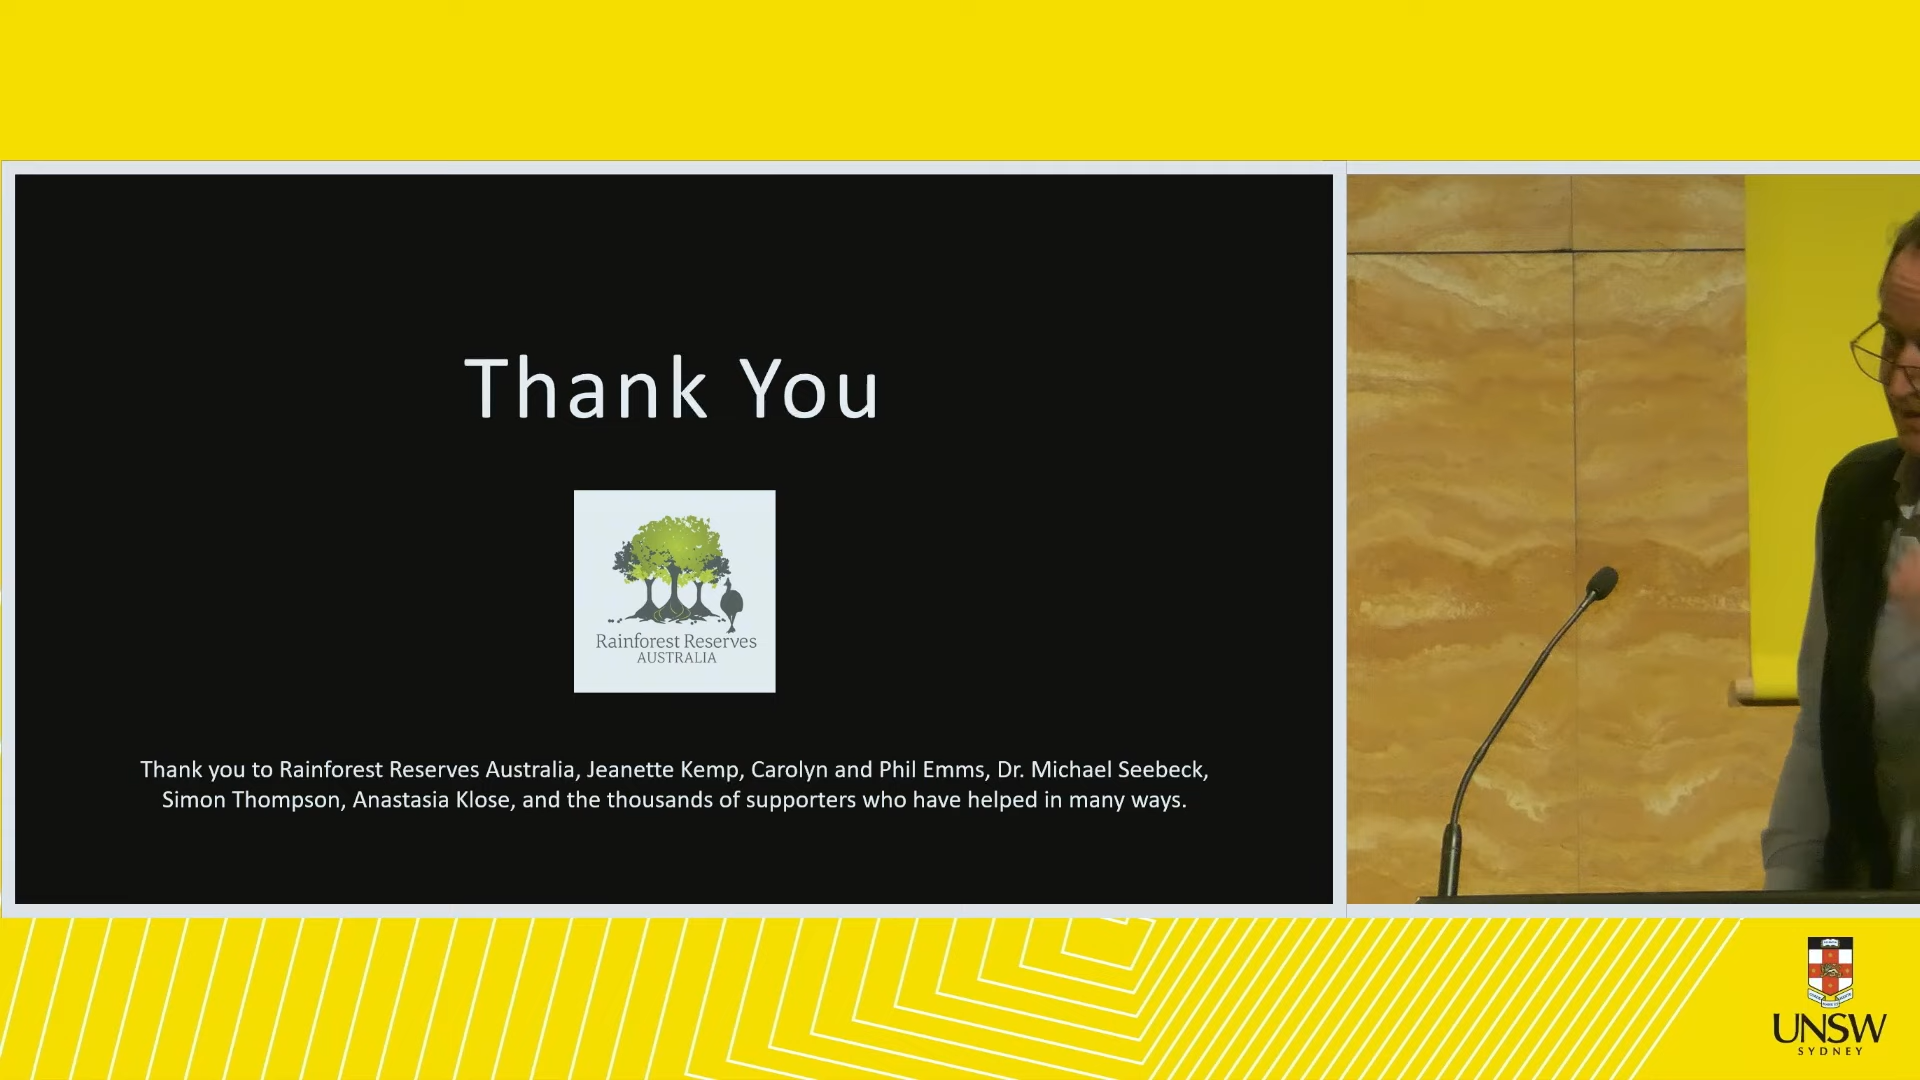 Thank You
Rainforest Reserves
AUSTRALIA
Thank you to Rainforest Reserves Australia, Jeanette Kemp, Carolyn and Phil Emms, Dr. Michael Seebeck,
Simon Thompson, Anastasia Klose, and the thousands of supporters who have helped in many ways.
UNSW
SYDNEY